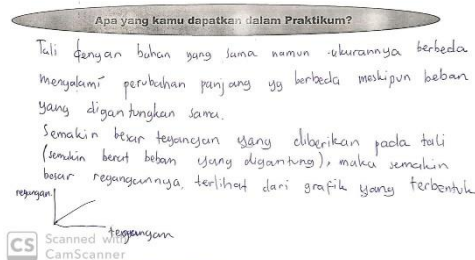 Apa yang kamu dapatkan dalam Praktikum?
Tali dengan bahan yang sama namun ukurannya berbeda
mengalami perubahan panjang yg berbeda meskipun beban
yang digantungkan sama.
Semakin besar tegangan yang diberikan pada tali
(semakin berat beban yang digantung), maka semakin
besar regangannya, terlihat dari grafik yang terbentuk
regangan
tegangan
CS Scanned with
CamScanner